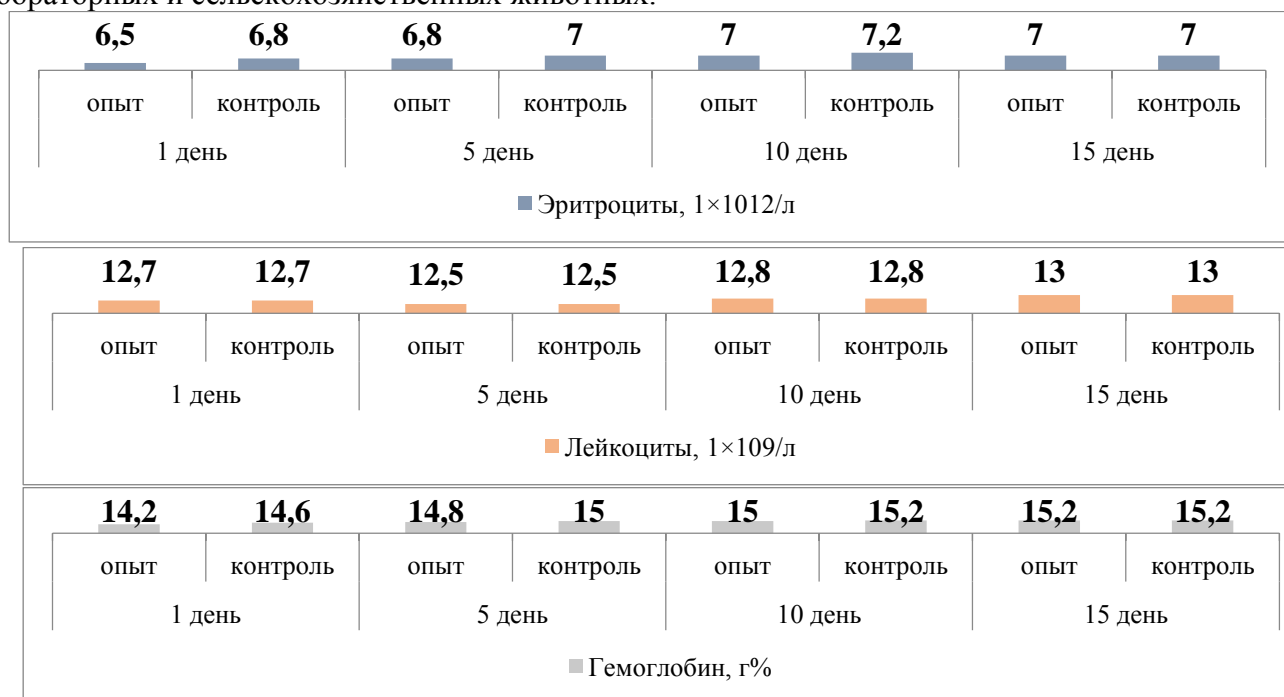 сельскохозяйственных животных.
6,5 6,8 6,8 7 7 7,2 7 7
опыт контроль опыт контроль опыт контроль опыт контроль
1 день 5 день 10 день 15 день
Эритроциты, 1×1012/л
12,7 12,7 12,5 12,5 12,8 12,8 13 13
опыт контроль опыт контроль опыт контроль опыт контроль
1 день 5 день 10 день 15 день
Лейкоциты, 1×109/л
14,2 14,6 14,8 15 15 15,2 15,2 15,2
опыт контроль опыт контроль опыт контроль опыт контроль
1 день 5 день 10 день 15 день
Гемоглобин, г%